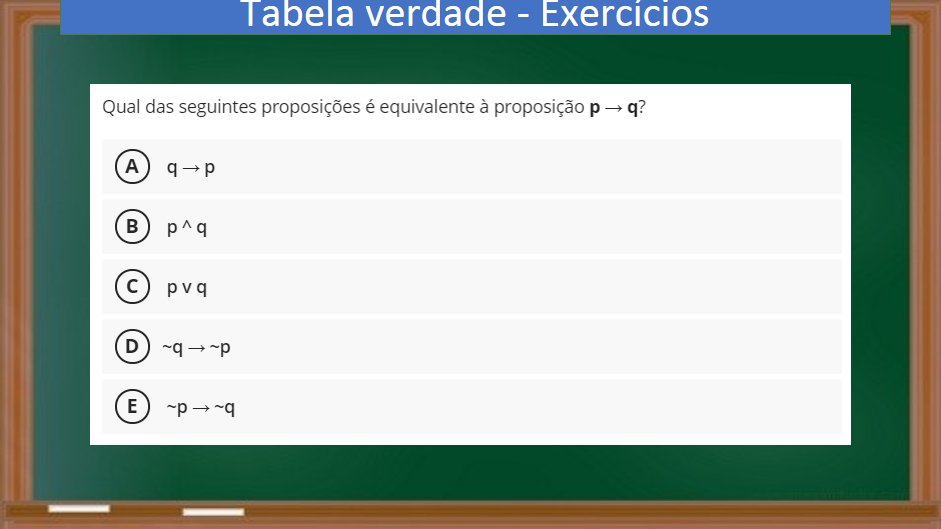 Tabela verdade - Exercícios
Qual das seguintes proposições é equivalente à proposição p → q?
A q → p
B p ^ q
C p v q
D ~q → ~p
E ~p → ~q